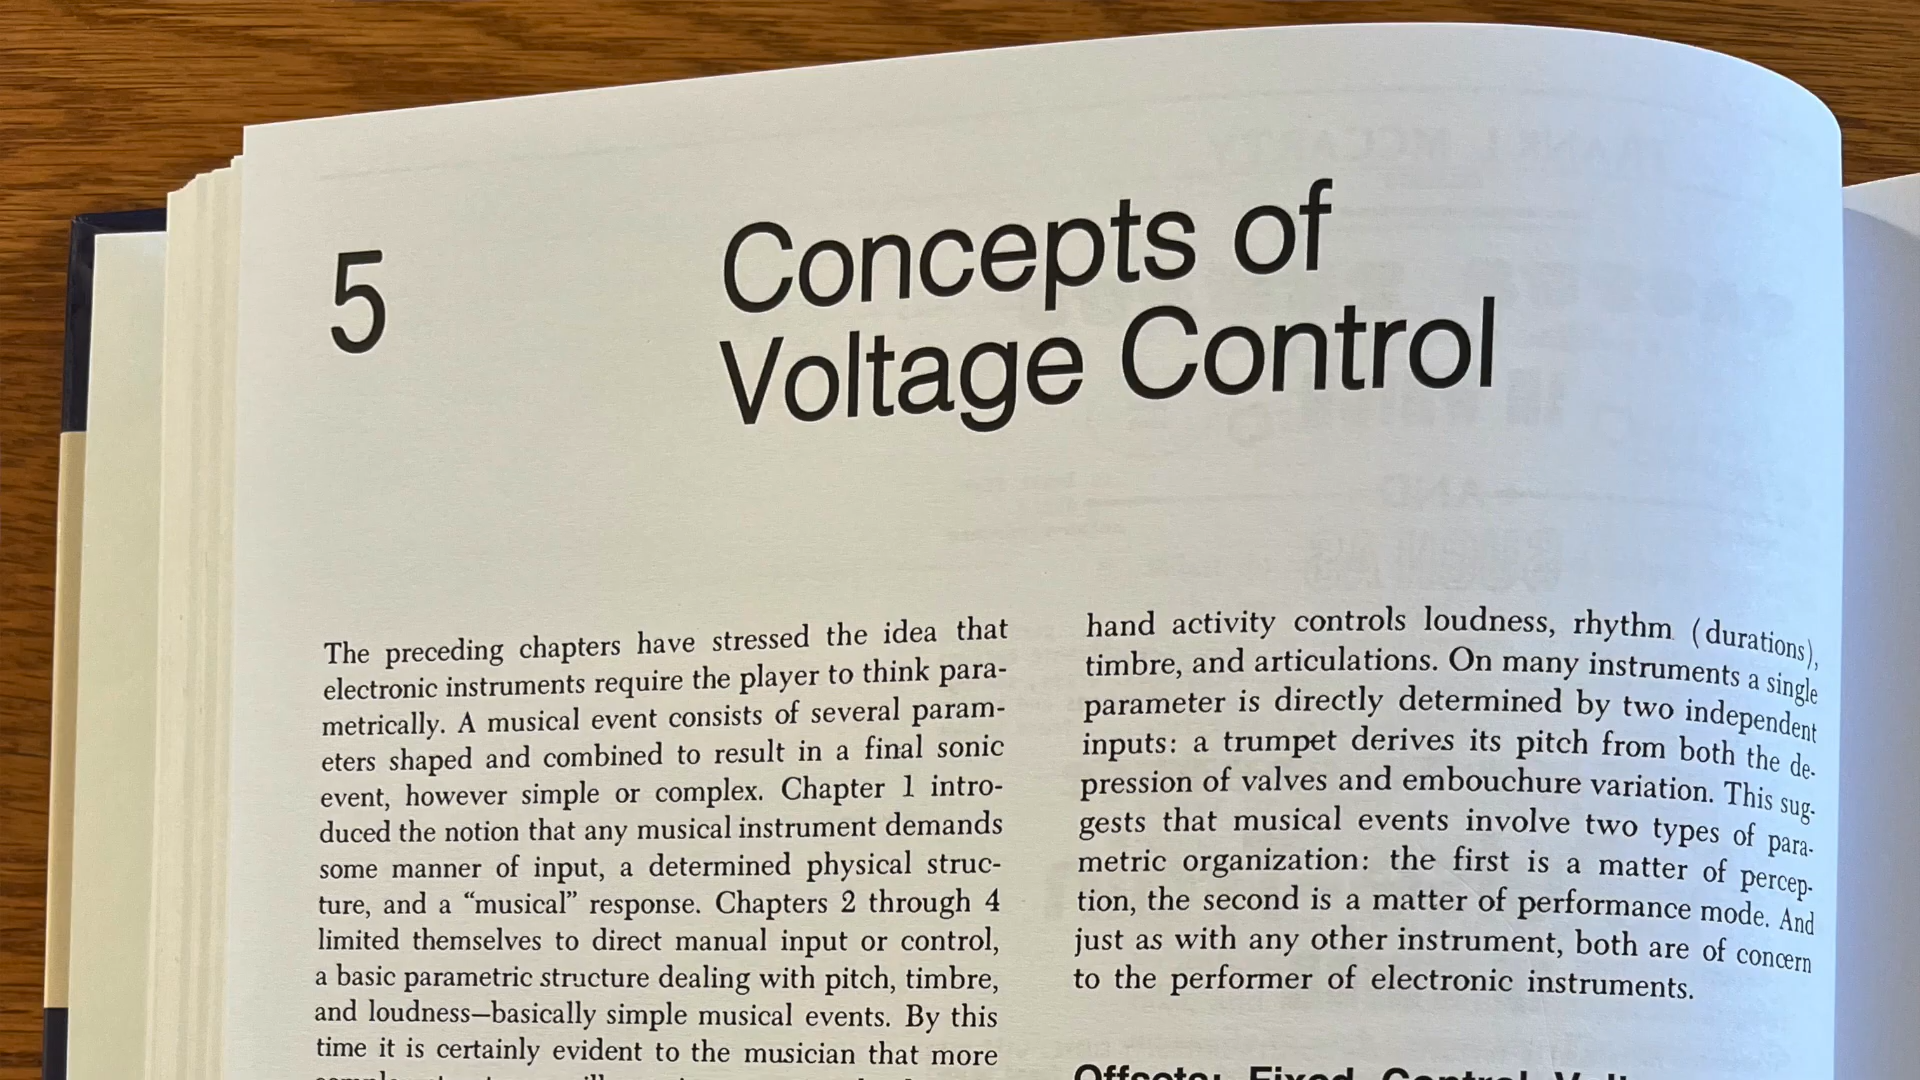 5
Concepts of
Voltage Control
The preceding chapters have stressed the idea that
electronic instruments require the player to think para-
metrically. A musical event consists of several param-
eters shaped and combined to result in a final sonic
event, however simple or complex. Chapter 1 intro-
duced the notion that any musical instrument demands
some manner of input, a determined physical struc-
ture, and a “musical” response. Chapters 2 through 4
limited themselves to direct manual input or control,
a basic parametric structure dealing with pitch, timbre,
and loudness—basically simple musical events. By this
time it is certainly evident to the musician that more
hand activity controls loudness, rhythm (durations),
timbre, and articulations. On many instruments a single
parameter is directly determined by two independent
inputs: a trumpet derives its pitch from both the de-
pression of valves and embouchure variation. This sug-
gests that musical events involve two types of para-
metric organization: the first is a matter of percep-
tion, the second is a matter of performance mode. And
just as with any other instrument, both are of concern
to the performer of electronic instruments.
Offsets: Fixed Control